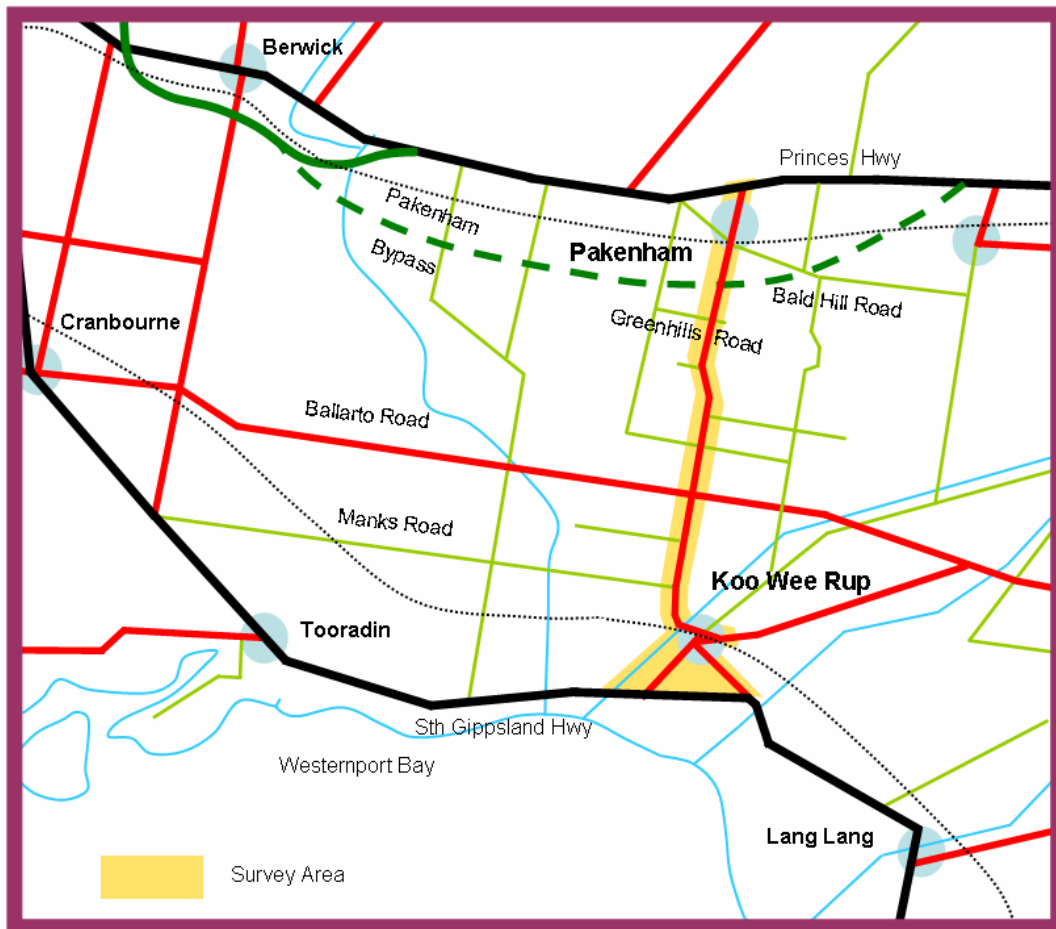 Berwick
Princes Hwy
Pakenham
Bypass
Pakenham
Bald Hill Road
Greenhills Road
Cranbourne
Ballarto Road
Manks Road
Koo Wee Rup
Tooradin
Sth Gippsland Hwy
Westernport Bay
Lang Lang
Survey Area